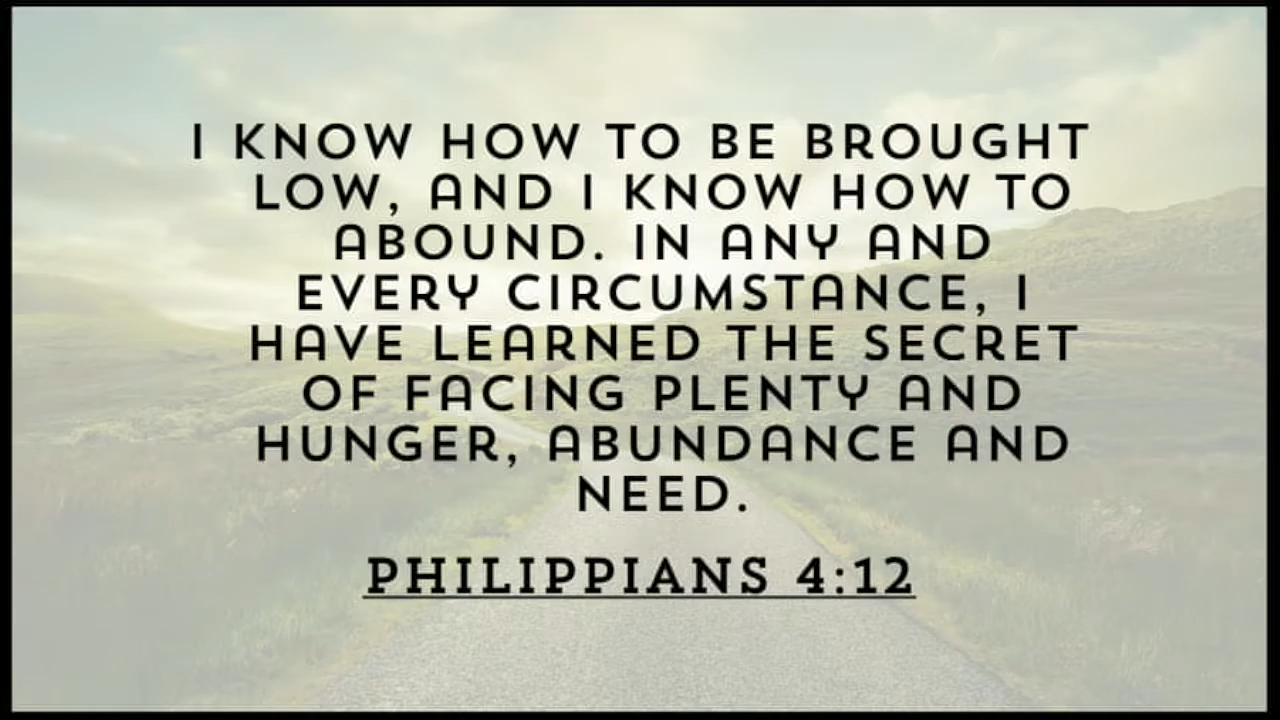 I KNOW HOW TO BE BROUGHT
LOW, AND I KNOW HOW TO
ABOUND. IN ANY AND
EVERY CIRCUMSTANCE, I
HAVE LEARNED THE SECRET
OF FACING PLENTY AND
HUNGER, ABUNDANCE AND
NEED.
PHILIPPIANS 4:12